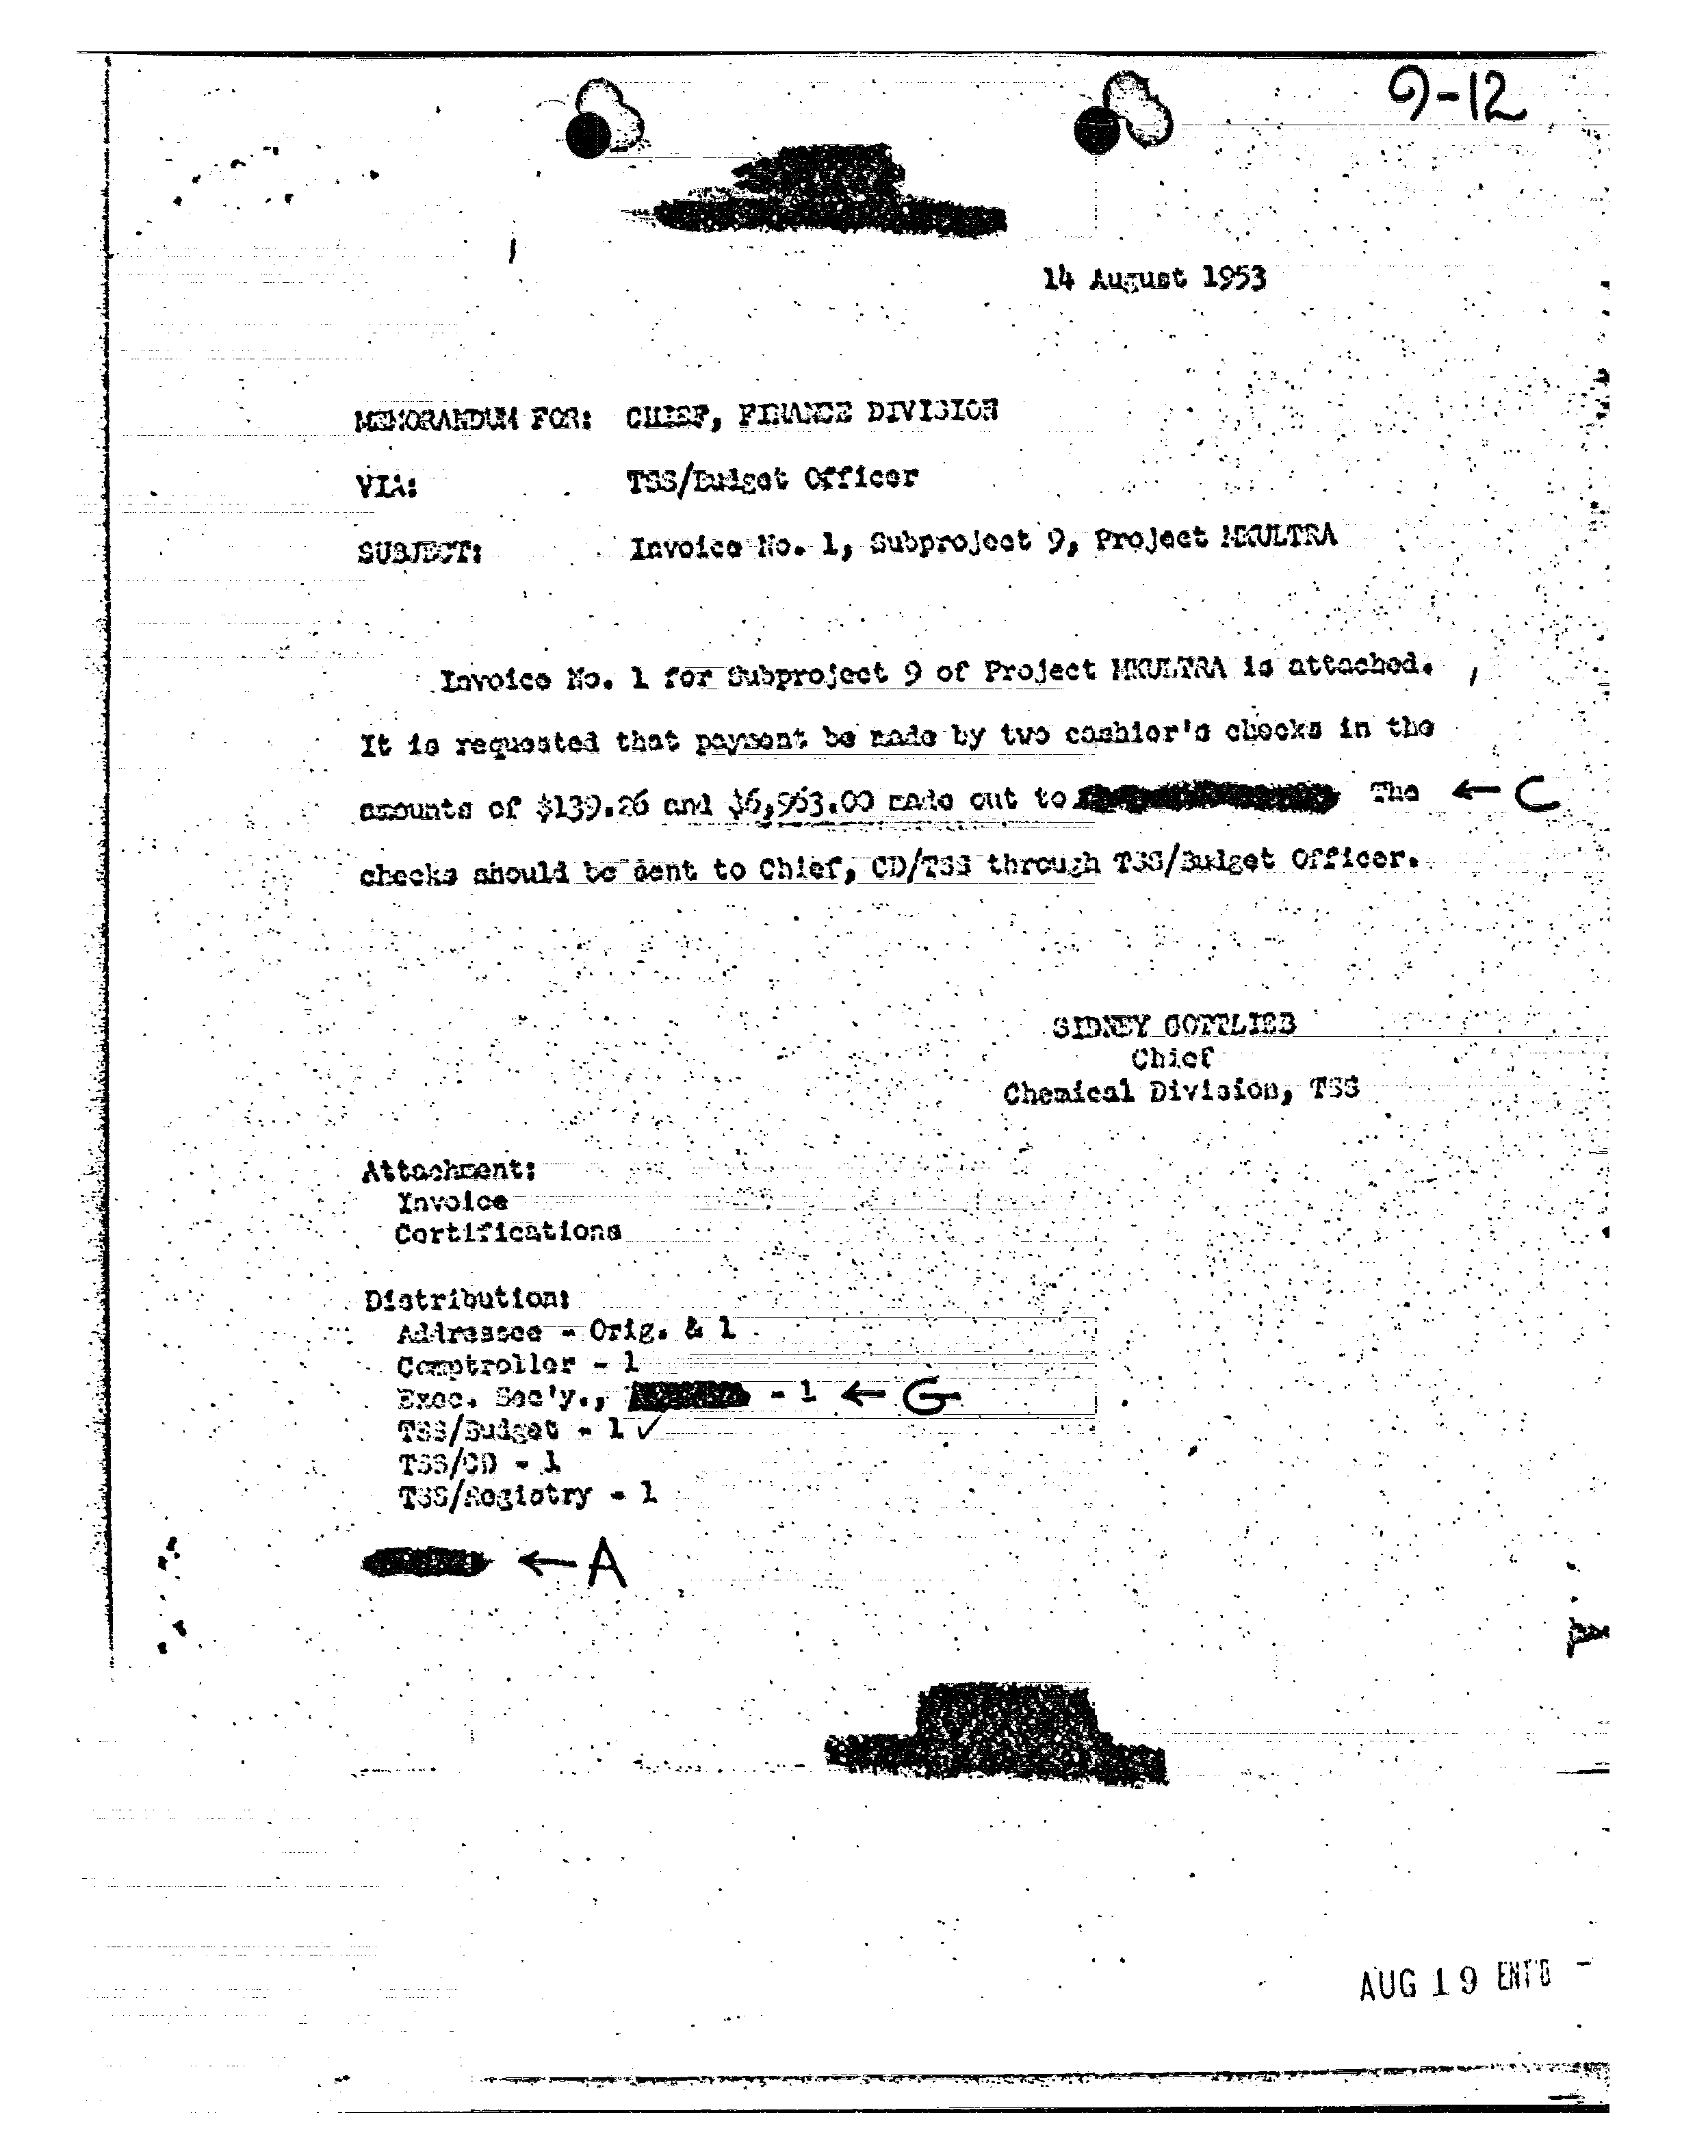 9-12
14 August 1953
MEMORANDUM FOR: CHIEF, FINANCE DIVISION
VIA: TSS/Budget Officer
SUBJECT: Invoice No. 1, Subproject 9, Project MKULTRA
Invoice No. 1 for Subproject 9 of Project MKULTRA is attached.
It is requested that payment be made by two cashier's checks in the
amounts of $139.26 and $6,963.00 made out to The ← C
checks should be sent to Chief, CD/TSS through TSS/Budget Officer.
SIDNEY GOTTLIEB
Chief
Chemical Division, TSS
Attachment:
Invoice
Certifications
Distribution:
Addressee - Orig. & 1
Comptroller - 1
Exec. Sec'y., - 1 ← G
TSS/Budget - 1 ✓
TSS/CD - 1
TSS/Registry - 1
← A
AUG 19 ENT'D